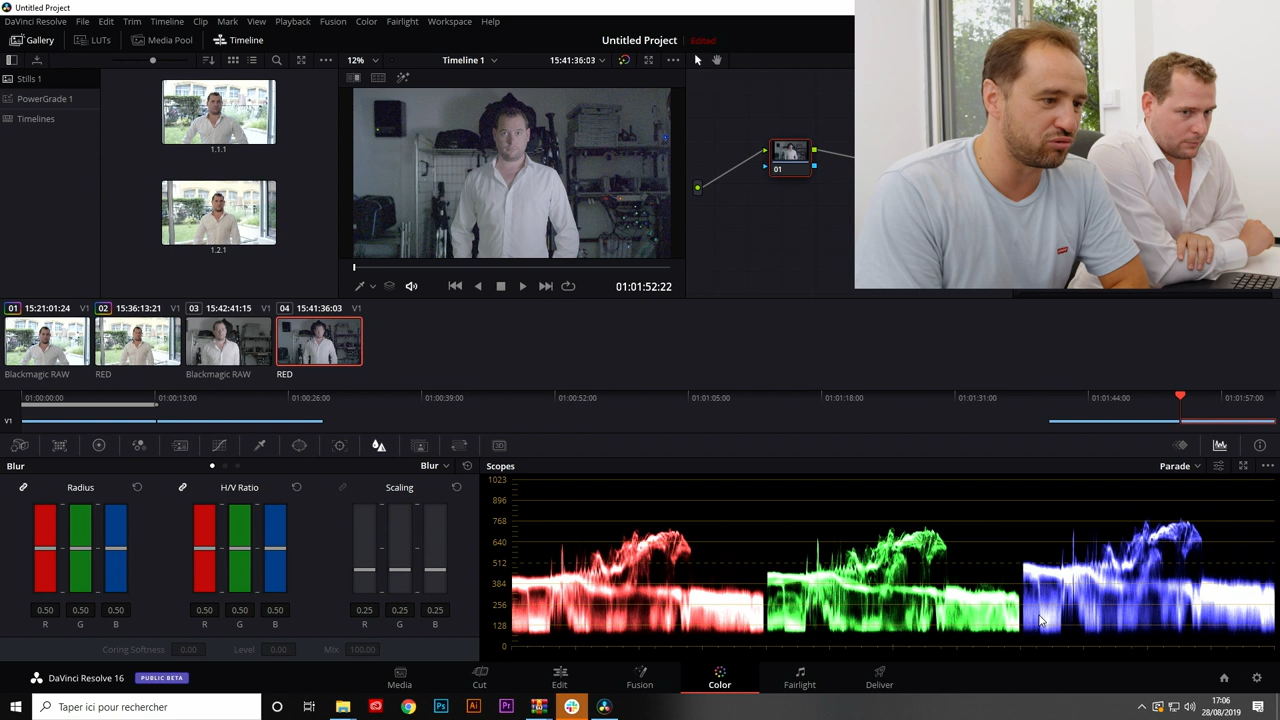 Untitled Project
DaVinci Resolve File Edit Trim Timeline Clip Mark View Playback Fusion Color Fairlight Workspace Help
Gallery LUTs Media Pool Timeline Untitled Project Edited
12% Timeline 1 15:41:36:03
Stills 1
PowerGrade 1
Timelines
1.1.1
1.2.1
01
01:01:52:22
01 15:21:01:24 V1 02 15:36:13:21 V1 03 15:42:41:15 V1 04 15:41:36:03 V1
Blackmagic RAW RED Blackmagic RAW RED
01:00:00:00 01:00:13:00 01:00:26:00 01:00:39:00 01:00:52:00 01:01:05:00 01:01:18:00 01:01:31:00 01:01:44:00 01:01:57:00
V1
Blur Blur Scopes Parade
Radius H/V Ratio Scaling
1023
896
768
640
512
384
256
128
0
0.50 0.50 0.50 0.50 0.50 0.50 0.25 0.25 0.25
R G B R G B R G B
Coring Softness 0.00 Level 0.00 Mix 100.00
DaVinci Resolve 16 PUBLIC BETA
Media Cut Edit Fusion Color Fairlight Deliver
Taper ici pour rechercher
Ps Ai Pr
17:06
28/08/2019